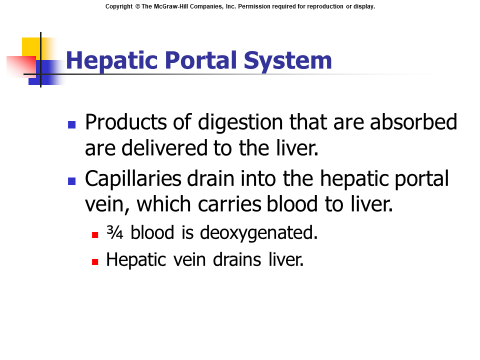 Copyright © The McGraw-Hill Companies, Inc. Permission required for reproduction or display.
Hepatic Portal System
Products of digestion that are absorbed
are delivered to the liver.
Capillaries drain into the hepatic portal
vein, which carries blood to liver.
¾ blood is deoxygenated.
Hepatic vein drains liver.